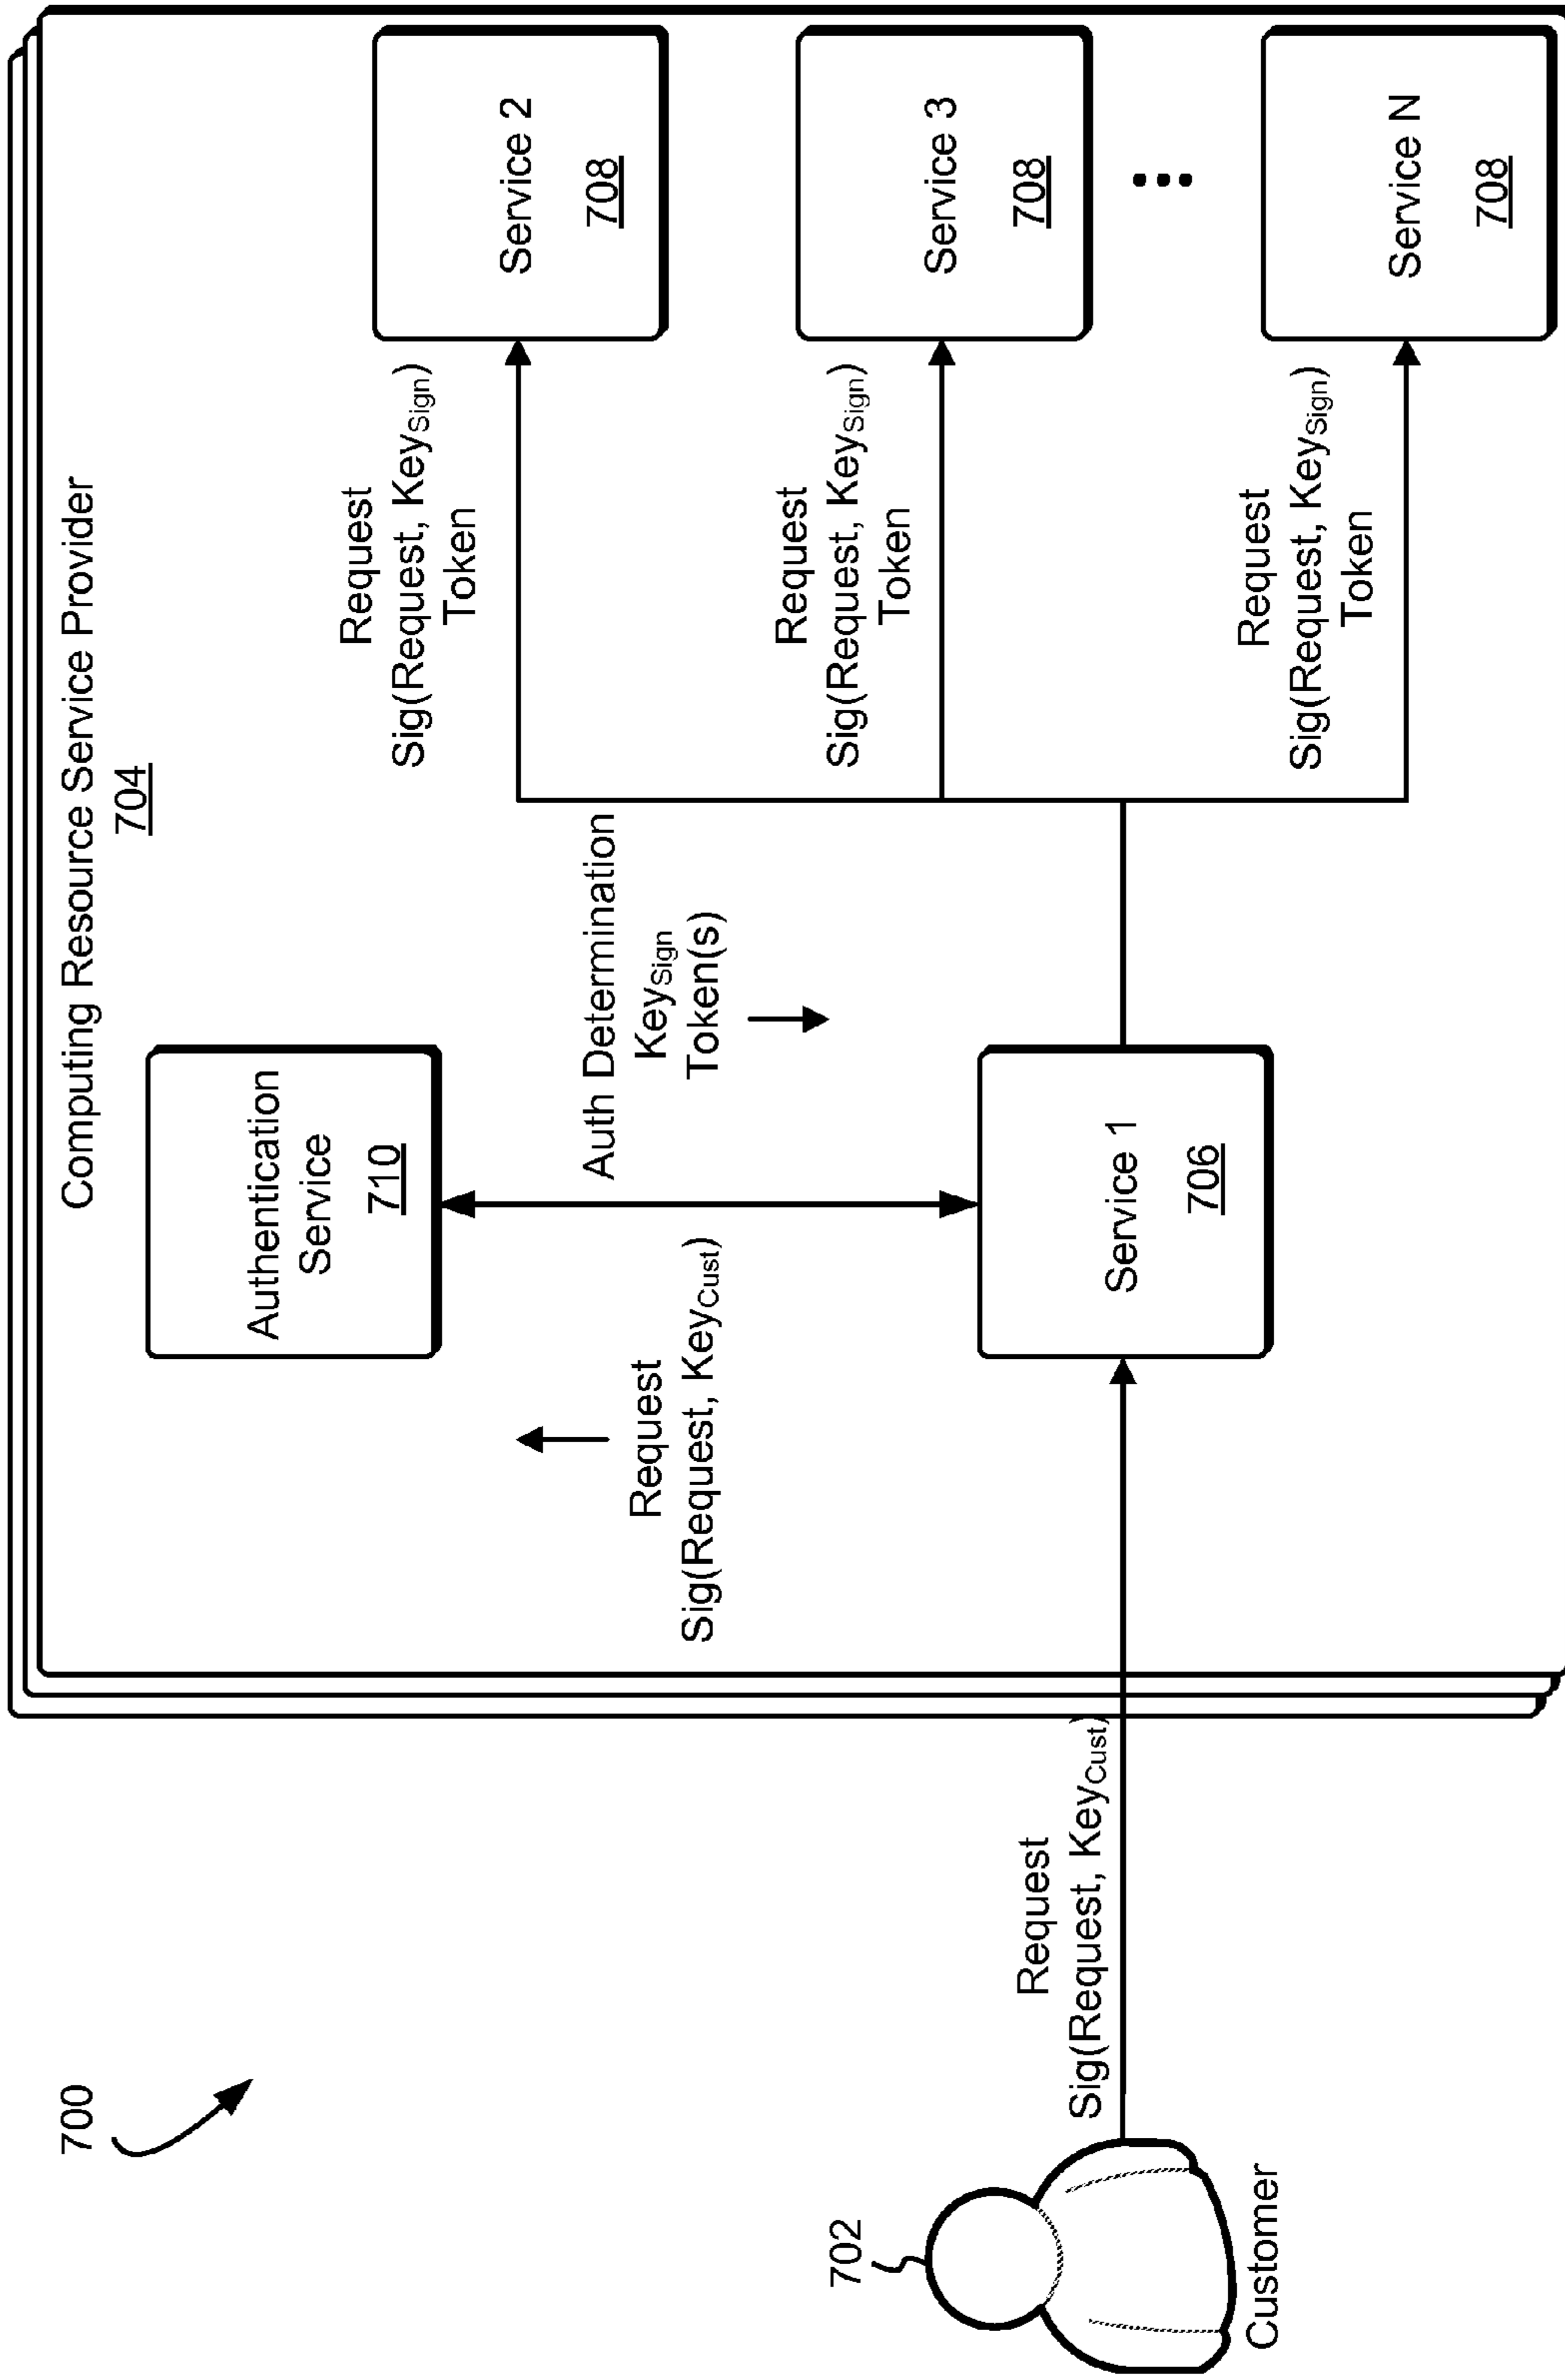 700
702
Customer
Request
Sig(Request, KeyCust)
Computing Resource Service Provider
704
Authentication
Service
710
Request
Sig(Request, KeyCust)
Auth Determination
KeySign
Token(s)
Service 1
706
Request
Sig(Request, KeySign)
Token
Service 2
708
Request
Sig(Request, KeySign)
Token
Service 3
708
Request
Sig(Request, KeySign)
Token
Service N
708